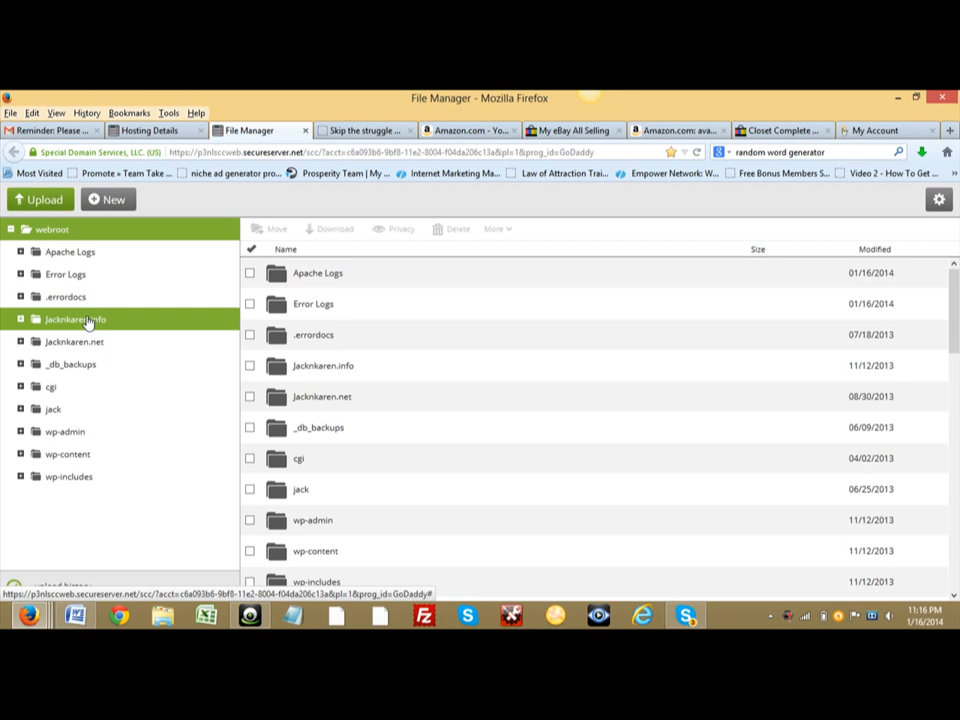 File Manager - Mozilla Firefox
File Edit View History Bookmarks Tools Help
Reminder: Please ... Hosting Details File Manager Skip the struggle ... Amazon.com - Yo... My eBay All Selling Amazon.com: ava... Closet Complete ... My Account
Special Domain Services, LLC. (US) https://p3nlsccweb.secureserver.net/scc/?acct=c6a093b6-9bf8-11e2-8004-f04da206c13a&pl=1&prog_id=GoDaddy random word generator
Most Visited Promote » Team Take ... niche ad generator pro... Prosperity Team | My ... Internet Marketing Ma... Law of Attraction Trai... Empower Network: W... Free Bonus Members S... Video 2 - How To Get ...
Upload New
webroot Move Download Privacy Delete More
Name Size Modified
Apache Logs
Error Logs
.errordocs
Jacknkaren.info
Jacknkaren.net
_db_backups
cgi
jack
wp-admin
wp-content
wp-includes
Apache Logs 01/16/2014
Error Logs 01/16/2014
.errordocs 07/18/2013
Jacknkaren.info 11/12/2013
Jacknkaren.net 08/30/2013
_db_backups 06/09/2013
cgi 04/02/2013
jack 06/25/2013
wp-admin 11/12/2013
wp-content 11/12/2013
wp-includes 11/12/2013
upload history
https://p3nlsccweb.secureserver.net/scc/?acct=c6a093b6-9bf8-11e2-8004-f04da206c13a&pl=1&prog_id=GoDaddy#
11:16 PM
1/16/2014